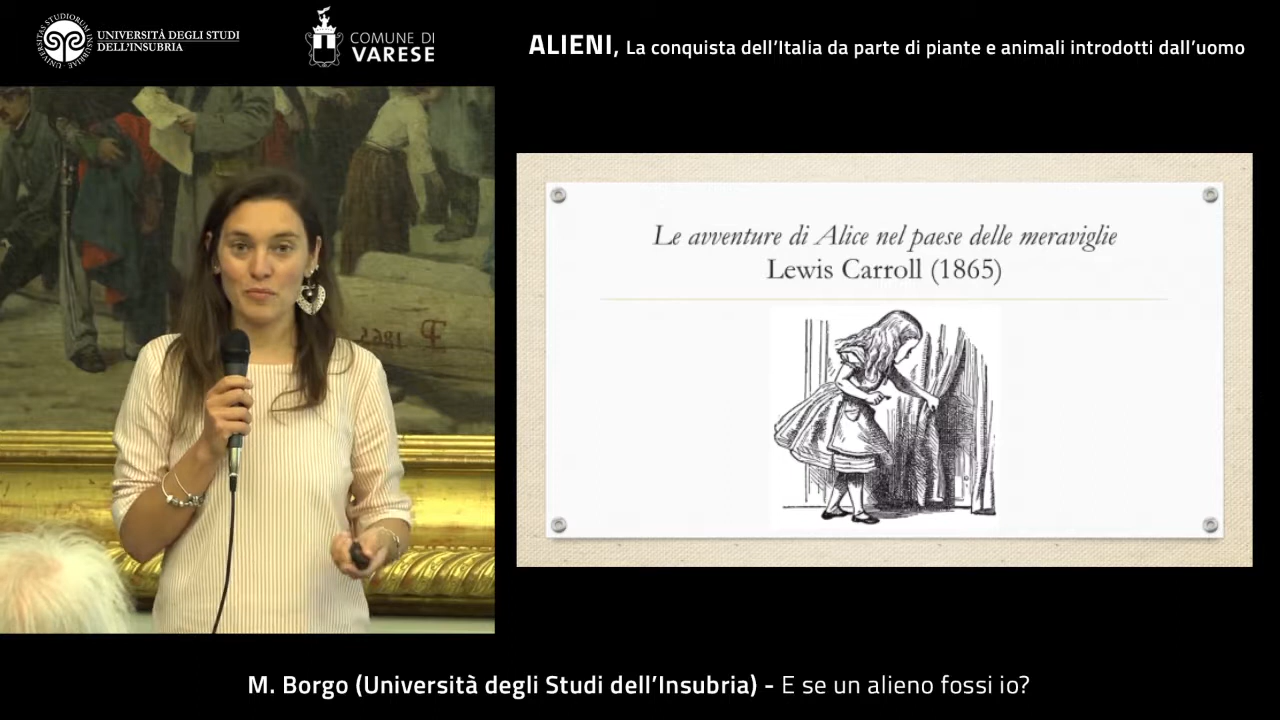 UNIVERSITÀ DEGLI STUDI
DELL'INSUBRIA
COMUNE DI
VARESE
ALIENI, La conquista dell'Italia da parte di piante e animali introdotti dall'uomo
1881
Le avventure di Alice nel paese delle meraviglie
Lewis Carroll (1865)
M. Borgo (Università degli Studi dell'Insubria) - E se un alieno fossi io?